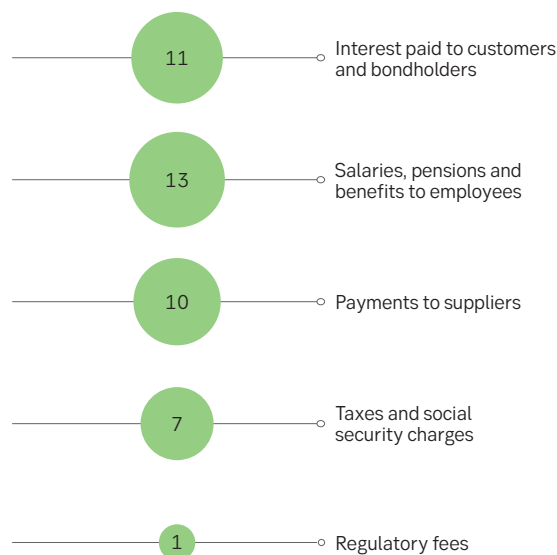 11
Interest paid to customers
and bondholders
13
Salaries, pensions and
benefits to employees
10
Payments to suppliers
7
Taxes and social
security charges
1
Regulatory fees